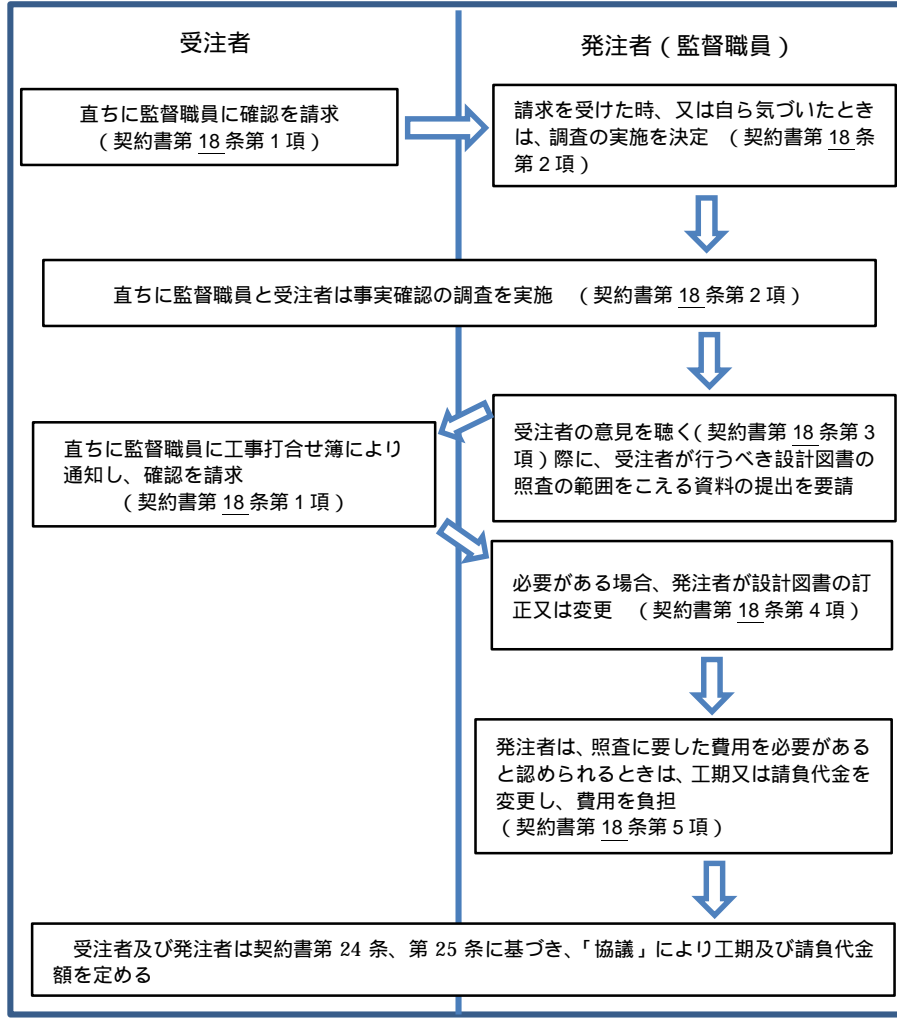 受注者
発注者（監督職員）
直ちに監督職員に確認を請求
（契約書第 18 条第１項）
請求を受けた時、又は自ら気づいたとき
は、調査の実施を決定　（契約書第 18 条
第２項）
直ちに監督職員と受注者は事実確認の調査を実施　（契約書第 18 条第２項）
受注者の意見を聴く（契約書第 18 条第３
項）際に、受注者が行うべき設計図書の
照査の範囲をこえる資料の提出を要請
直ちに監督職員に工事打合せ簿により
通知し、確認を請求
（契約書第 18 条第１項）
必要がある場合、発注者が設計図書の訂
正又は変更　（契約書第 18 条第４項）
発注者は、照査に要した費用を必要がある
と認められるときは、工期又は請負代金を
変更し、費用を負担
（契約書第 18 条第５項）
受注者及び発注者は契約書第 24 条、第 25 条に基づき、「協議」により工期及び請負代金
額を定める